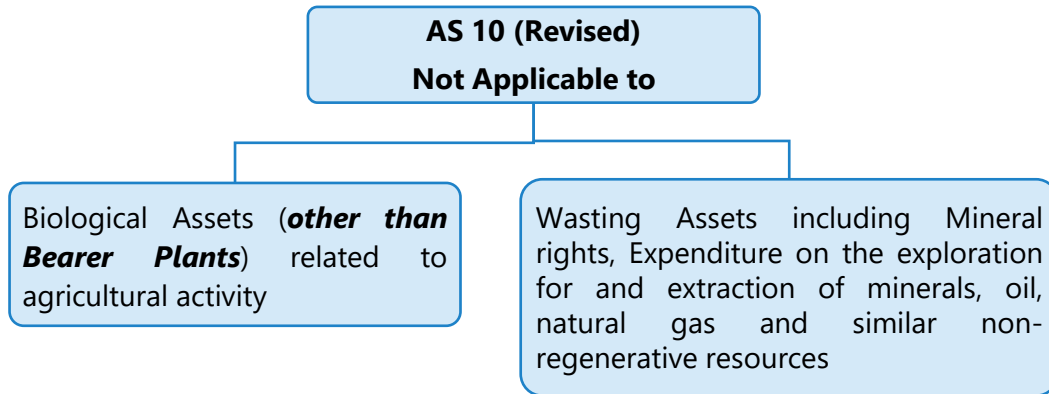 AS 10 (Revised)
Not Applicable to
Biological Assets (other than
Bearer Plants) related to
agricultural activity
Wasting Assets including Mineral
rights, Expenditure on the exploration
for and extraction of minerals, oil,
natural gas and similar non-
regenerative resources